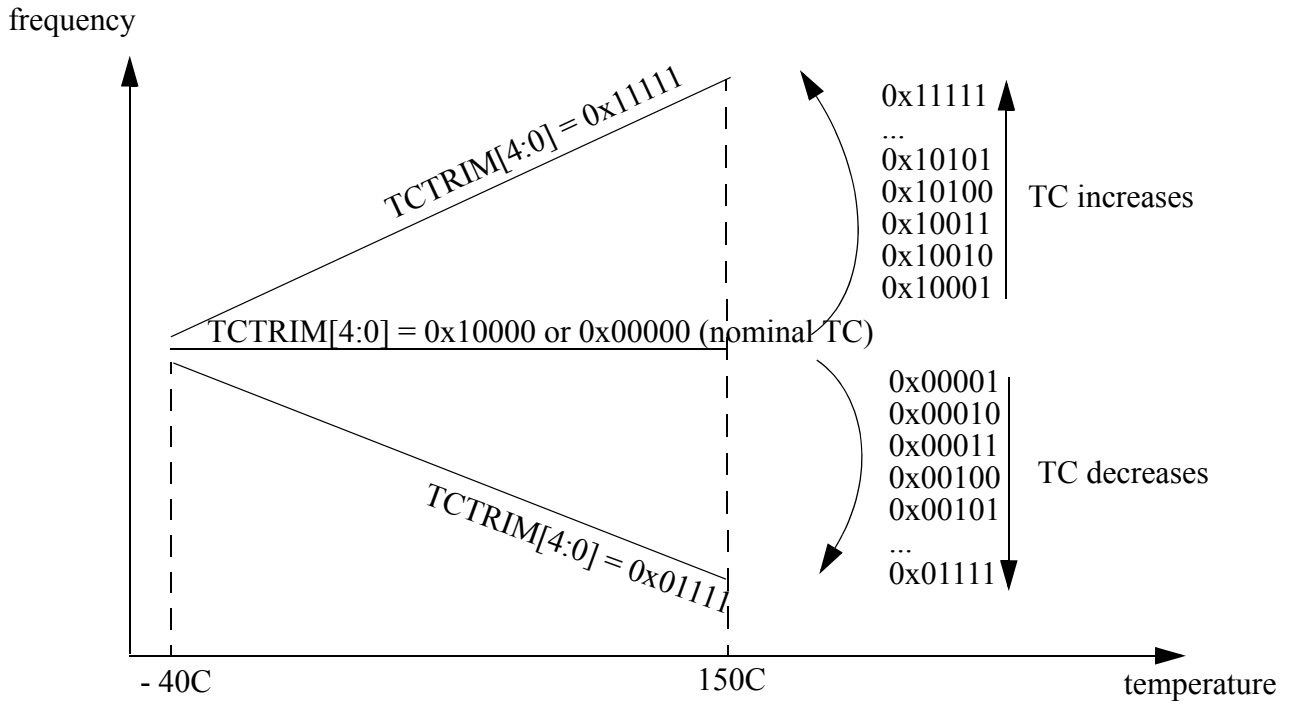 frequency
TCTRIM[4:0] = 0x11111
0x11111
...
0x10101
0x10100
0x10011
0x10010
0x10001
TC increases
TCTRIM[4:0] = 0x10000 or 0x00000 (nominal TC)
0x00001
0x00010
0x00011
0x00100
0x00101
...
0x01111
TC decreases
TCTRIM[4:0] = 0x01111
- 40C
150C
temperature